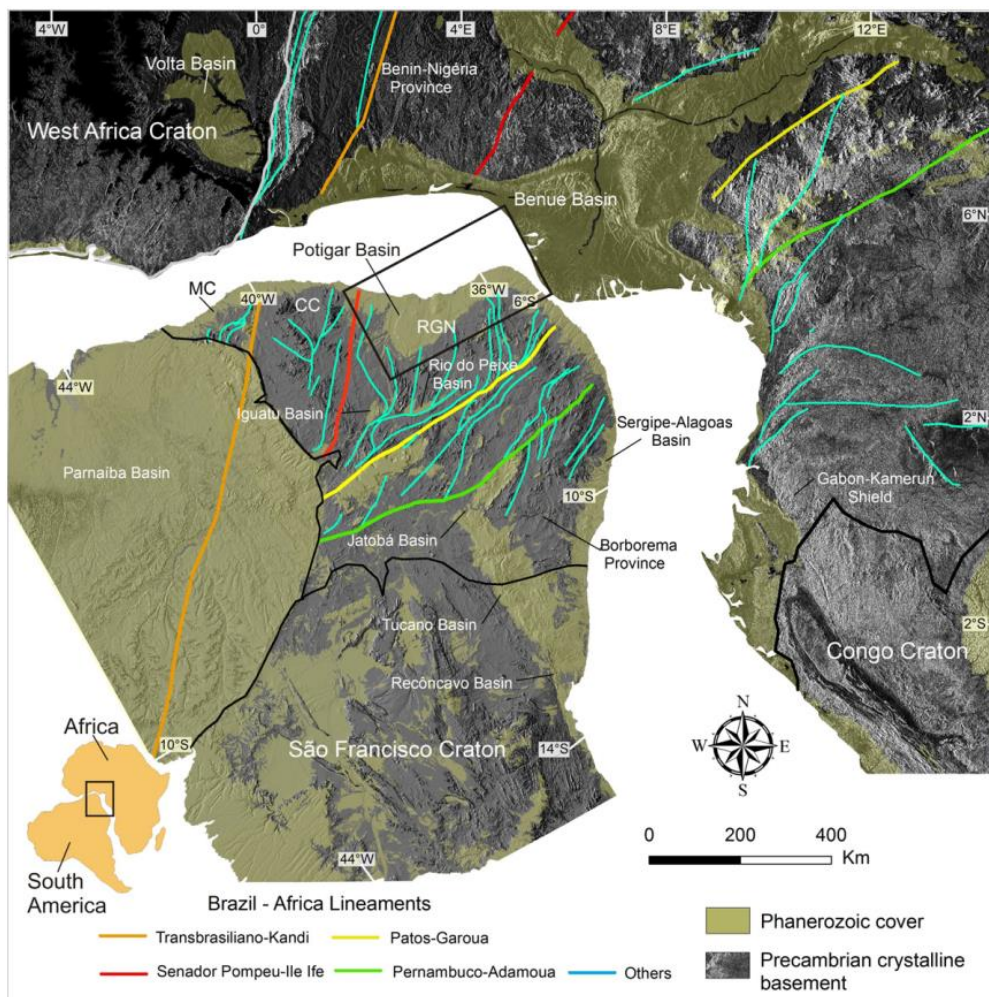 4°W
0°
4°E
8°E
12°E
Volta Basin
Benin-Nigéria
Province
West Africa Craton
Benue Basin
6°N
Potigar Basin
MC
40°W
CC
36°W
6°S
RGN
44°W
Rio do Peixe
Basin
Iguatu Basin
Sergipe-Alagoas
Basin
2°N
Parnaíba Basin
Gabon-Kamerun
Shield
10°S
Jatobá Basin
Borborema
Province
Tucano Basin
2°S
Congo Craton
Recôncavo Basin
N
W
E
S
Africa
10°S
São Francisco Craton
14°S
South
America
44°W
0
200
400
Km
Brazil - Africa Lineaments
Transbrasiliano-Kandi
Patos-Garoua
Senador Pompeu-Ile Ife
Pernambuco-Adamoua
Others
Phanerozoic cover
Precambrian crystalline
basement